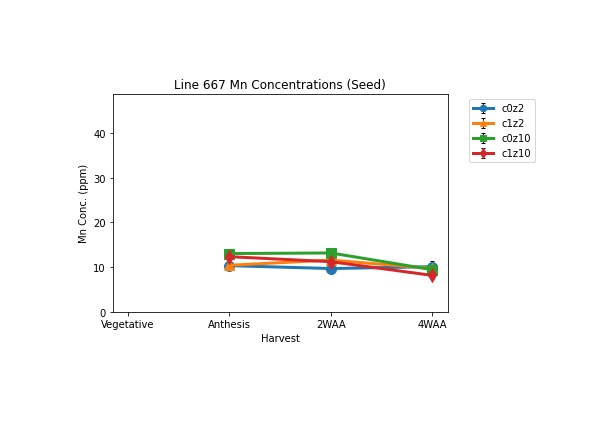 Line 667 Mn Concentrations (Seed)
c0z2
c1z2
c0z10
c1z10
Mn Conc. (ppm)
40
30
20
10
0
Vegetative Anthesis 2WAA 4WAA
Harvest